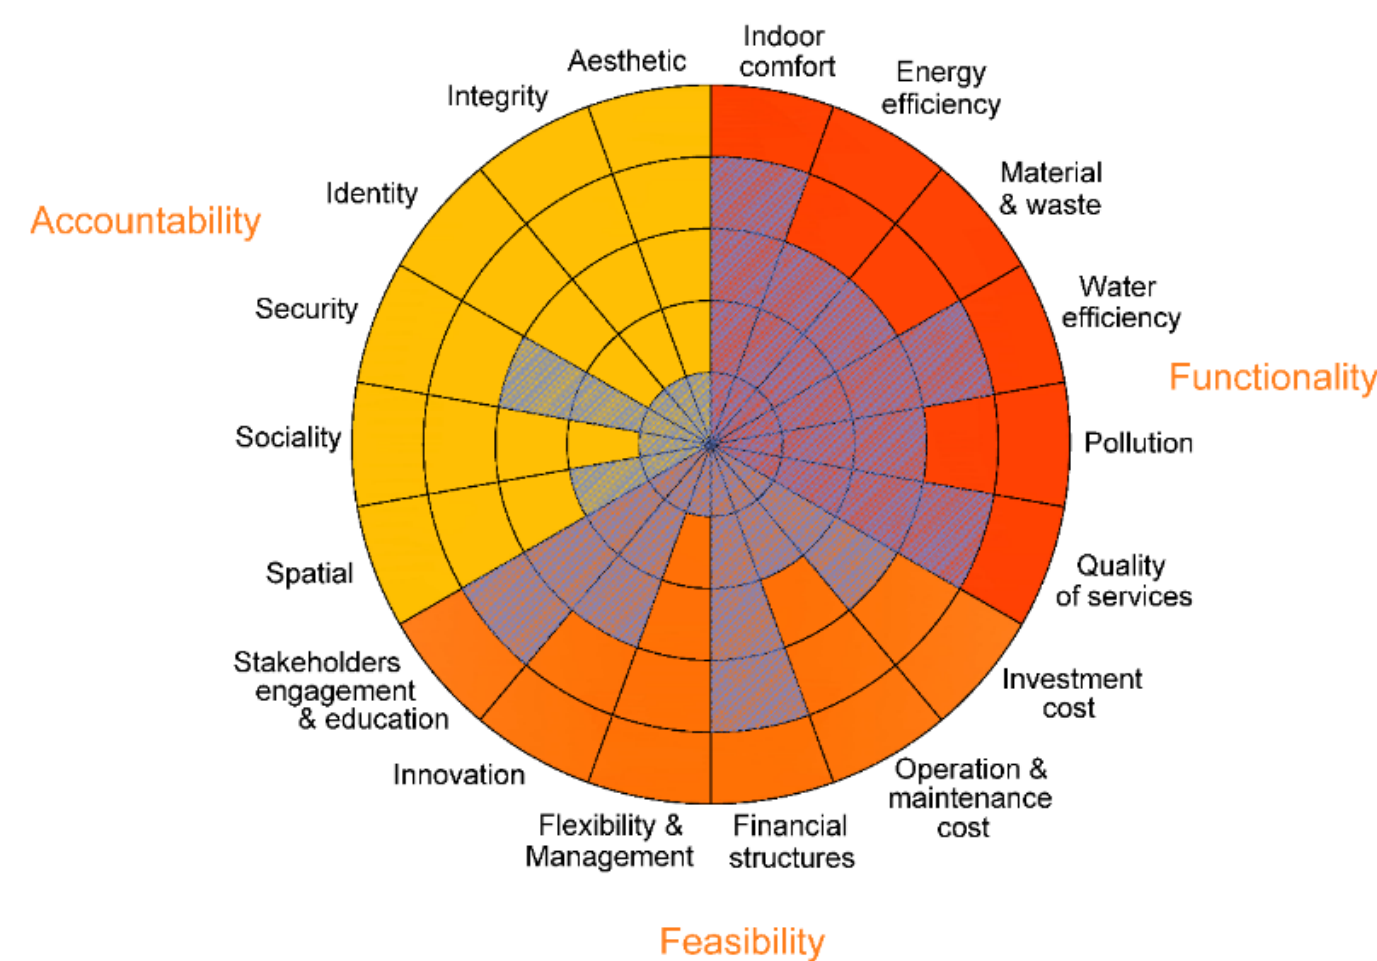 Indoor
comfort
Aesthetic
Energy
efficiency
Integrity
Material
& waste
Identity
Accountability
Water
efficiency
Security
Functionality
Sociality
Pollution
Spatial
Quality
of services
Stakeholders
engagement
& education
Investment
cost
Innovation
Operation &
maintenance
cost
Flexibility &
Management
Financial
structures
Feasibility